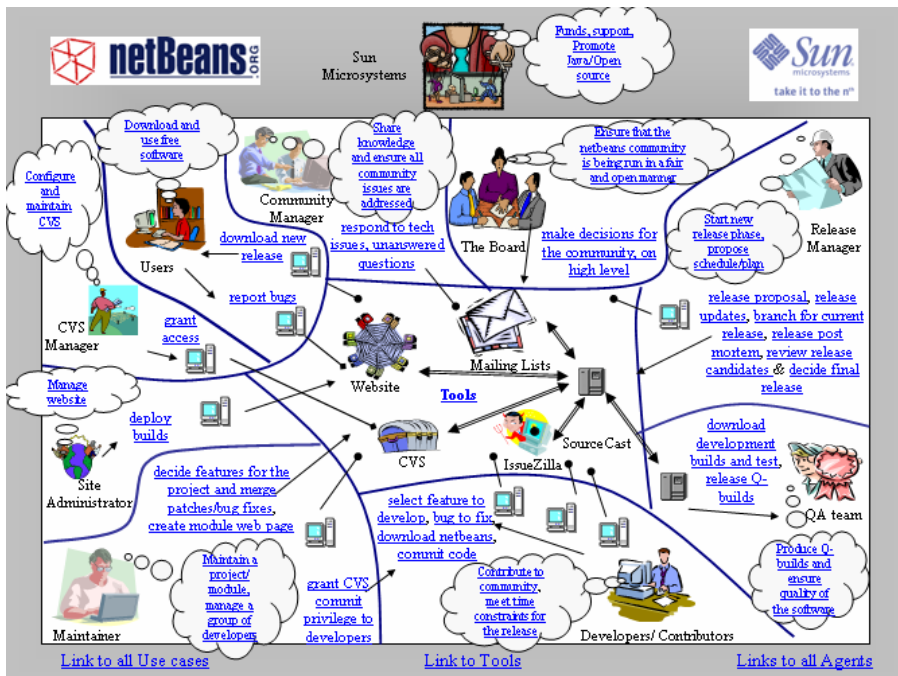 netBeans.ORG
Sun
Microsystems
Funds, support,
Promote
Java/Open
source
Sun
microsystems
take it to the nth
Download and
use free
software
Share
knowledge
and ensure all
community
issues are
addressed
Ensure that the
netbeans community
is being run in a fair
and open manner
Configure
and
maintain
CVS
Community
Manager
The Board
Release
Manager
Start new
release phase,
propose
schedule/plan
Users
download new
release
respond to tech
issues, unanswered
questions
make decisions for
the community, on
high level
report bugs
CVS
Manager
grant
access
release proposal, release
updates, branch for current
release, release post
mortem, review release
candidates & decide final
release
Website
Mailing Lists
Tools
Manage
website
deploy
builds
Site
Administrator
CVS
IssueZilla
SourceCast
download
development
builds and test,
release Q-
builds
QA team
decide features for the
project and merge
patches/bug fixes,
create module web page
select feature to
develop, bug to fix,
download netbeans,
commit code
Maintain a
project/
module,
manage a
group of
developers
Maintainer
grant CVS
commit
privilege to
developers
Contribute to
community,
meet time
constraints for
the release
Developers/ Contributors
Produce Q-
builds and
ensure
quality of
the software
Link to all Use cases
Link to Tools
Links to all Agents